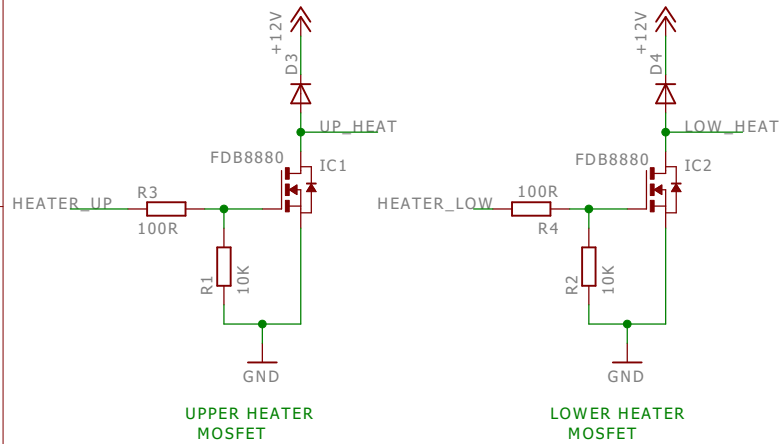 +12V
D3
UP_HEAT
FDB8880
IC1
R3
HEATER_UP
100R
R1
10K
GND
UPPER HEATER
MOSFET
+12V
D4
LOW_HEAT
FDB8880
IC2
100R
HEATER_LOW
R4
R2
10K
GND
LOWER HEATER
MOSFET